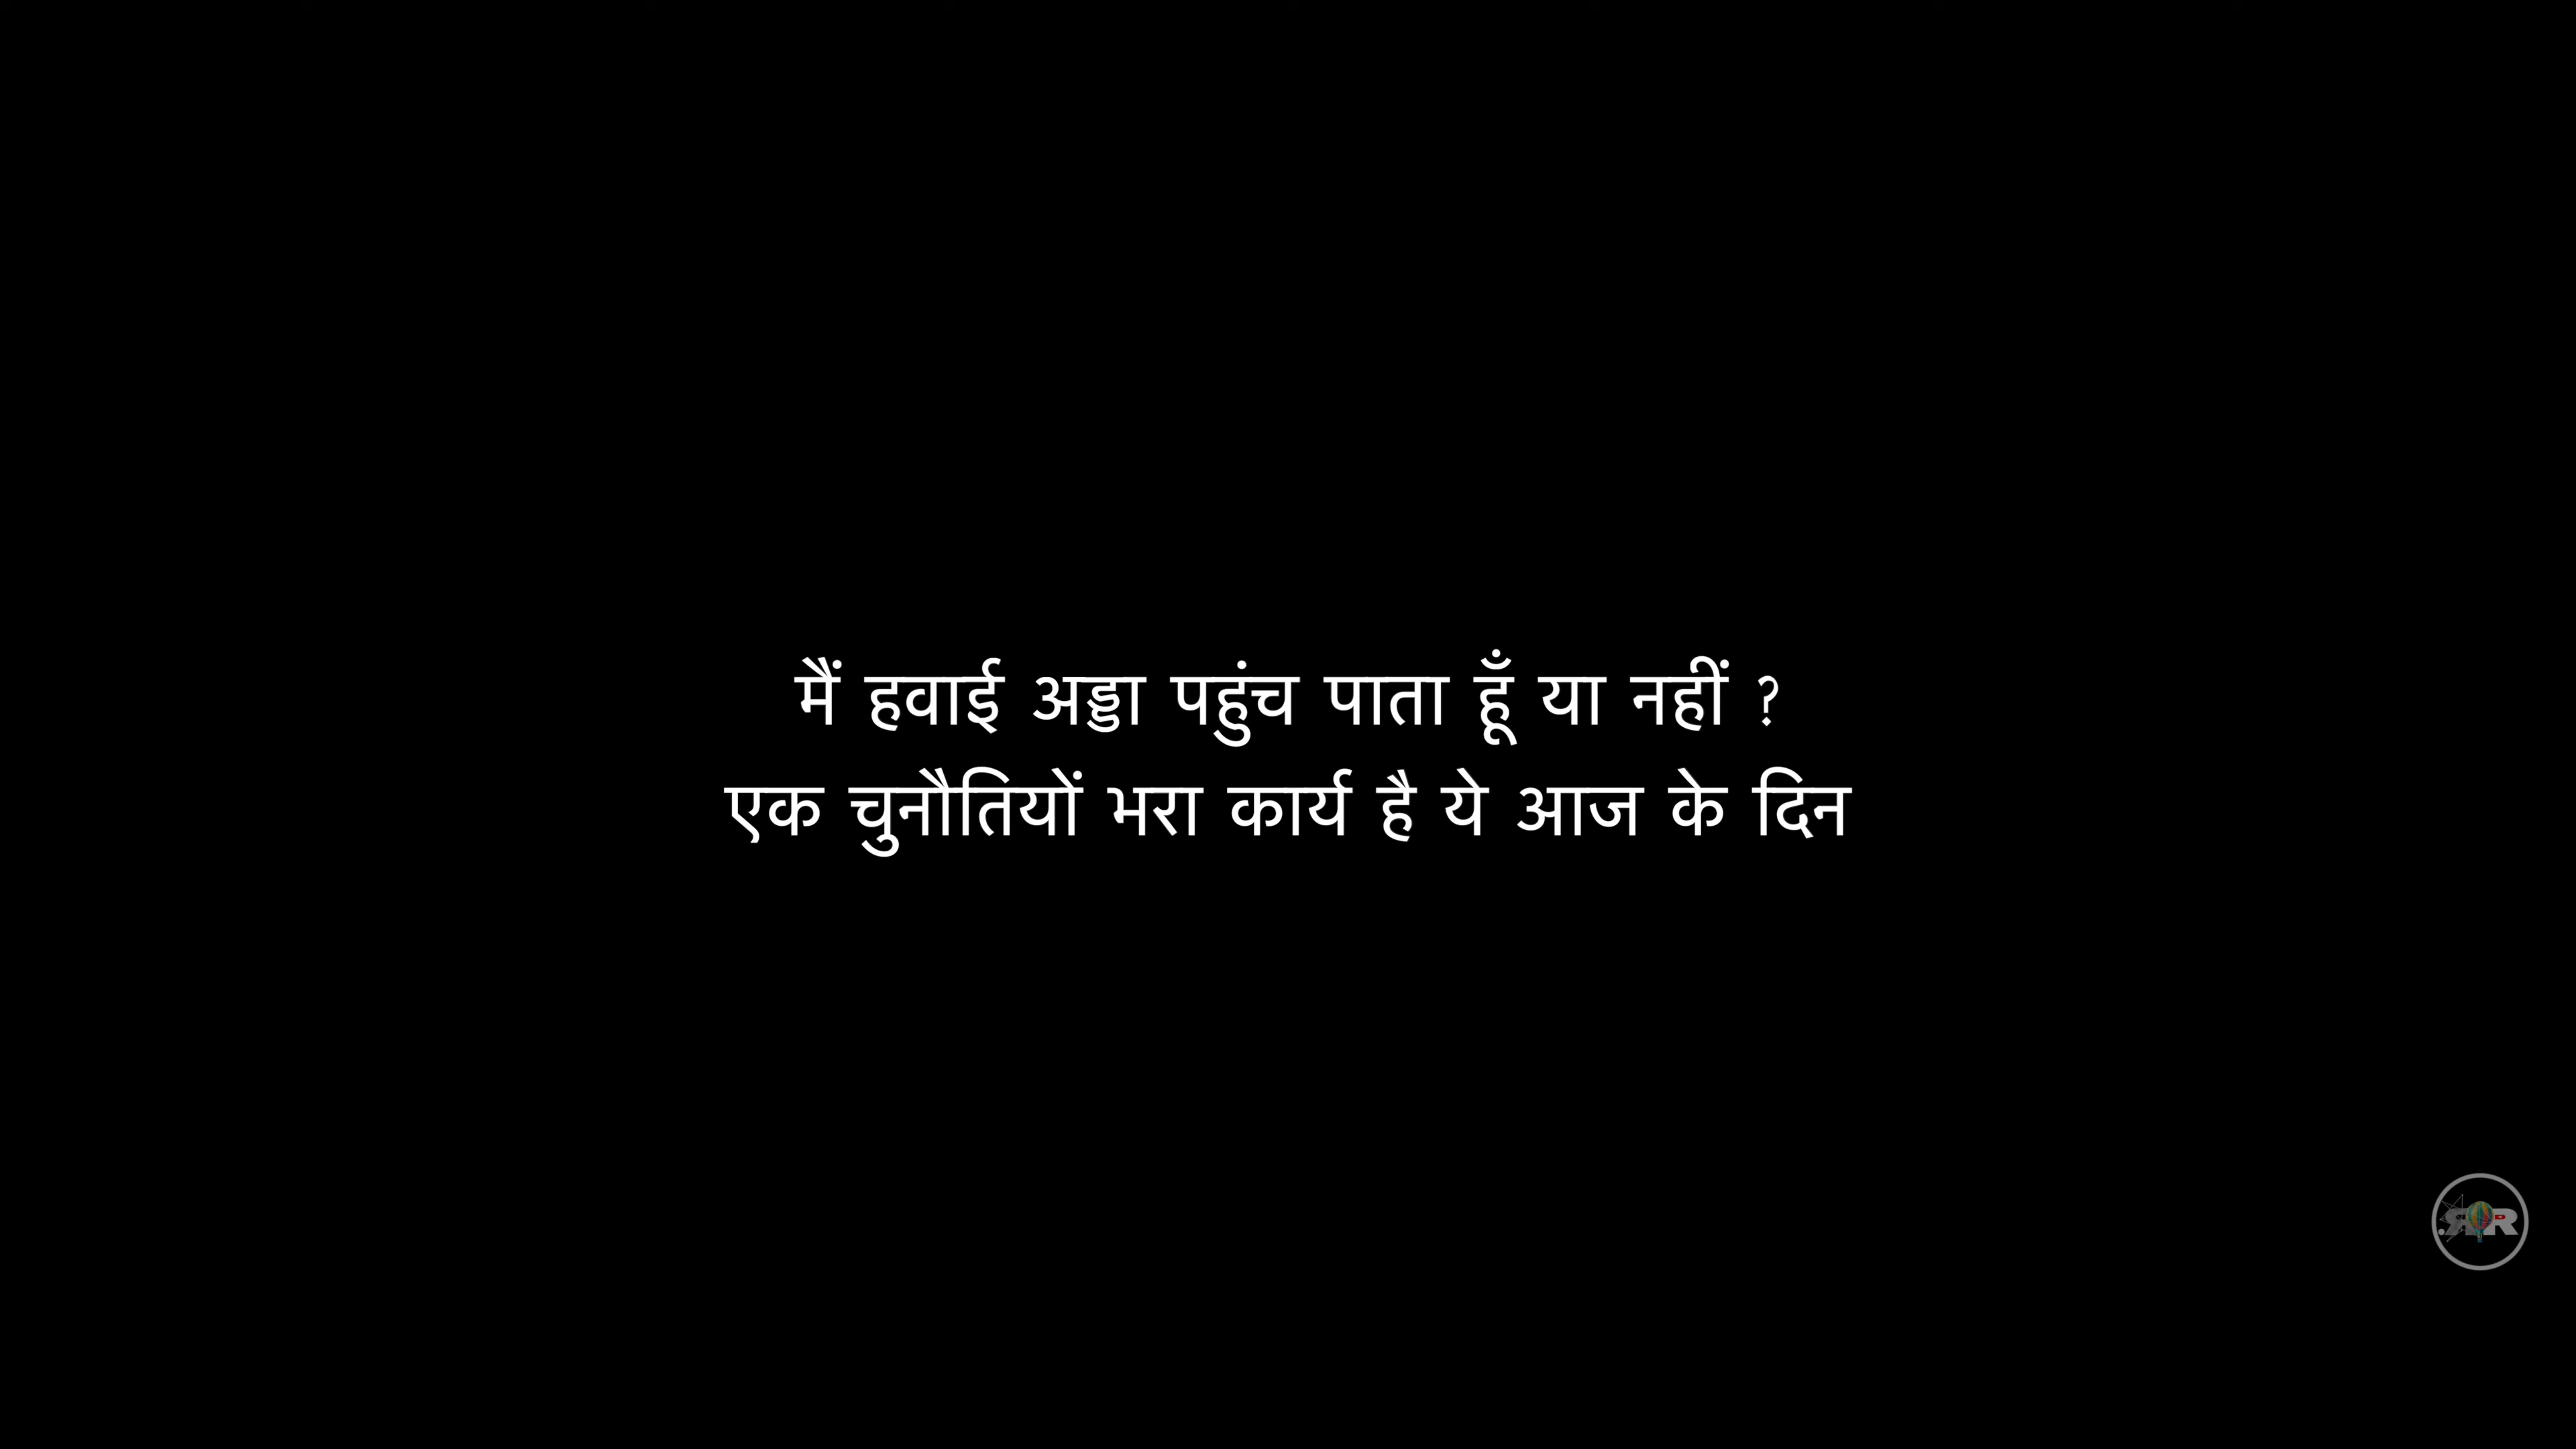 मैं हवाई अड्डा पहुंच पाता हूँ या नहीं ?
एक चुनौतियों भरा कार्य है ये आज के दिन